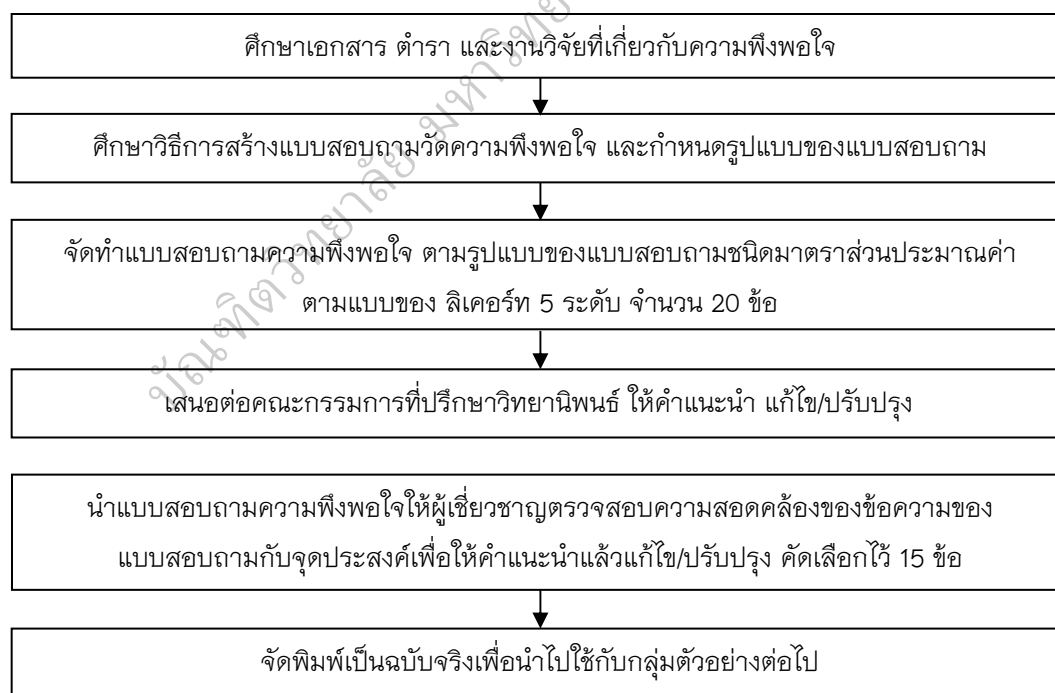 ศึกษาเอกสาร ตำรา และงานวิจัยที่เกี่ยวกับความพึงพอใจ
ศึกษาวิธีการสร้างแบบสอบถามวัดความพึงพอใจ และกำหนดรูปแบบของแบบสอบถาม
จัดทำแบบสอบถามความพึงพอใจ ตามรูปแบบของแบบสอบถามชนิดมาตราส่วนประมาณค่า
ตามแบบของ ลิเคอร์ท 5 ระดับ จำนวน 20 ข้อ
เสนอต่อคณะกรรมการที่ปรึกษาวิทยานิพนธ์ ให้คำแนะนำ แก้ไข/ปรับปรุง
นำแบบสอบถามความพึงพอใจให้ผู้เชี่ยวชาญตรวจสอบความสอดคล้องของข้อความของ
แบบสอบถามกับจุดประสงค์เพื่อให้คำแนะนำแล้วแก้ไข/ปรับปรุง คัดเลือกไว้ 15 ข้อ
จัดพิมพ์เป็นฉบับจริงเพื่อนำไปใช้กับกลุ่มตัวอย่างต่อไป
บัณฑิตวิทยาลัย